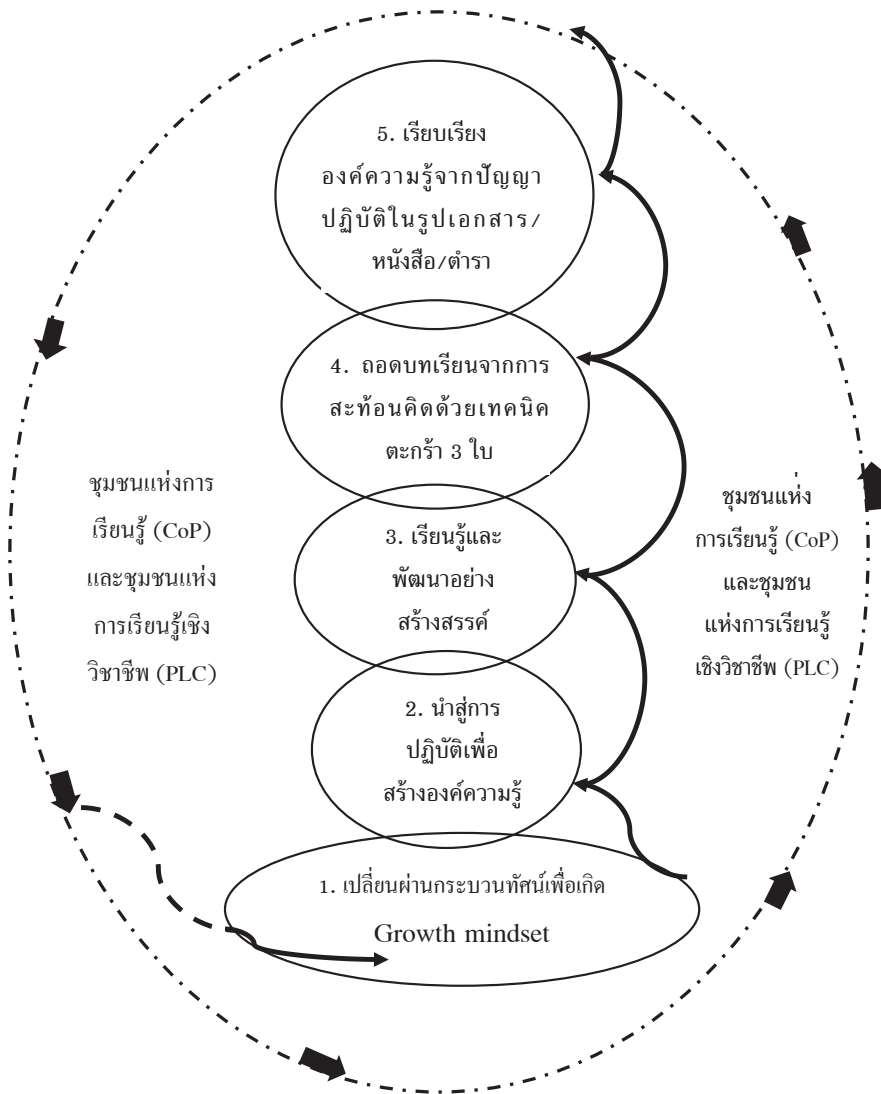 5. เรียบเรียง
องค์ความรู้จากปัญญา
ปฏิบัติในรูปเอกสาร/
หนังสือ/ตำรา
4. ถอดบทเรียนจากการ
สะท้อนคิดด้วยเทคนิค
ตะกร้า 3 ใบ
ชุมชนแห่งการ
เรียนรู้ (CoP)
และชุมชนแห่ง
การเรียนรู้เชิง
วิชาชีพ (PLC)
3. เรียนรู้และ
พัฒนาอย่าง
สร้างสรรค์
ชุมชนแห่ง
การเรียนรู้ (CoP)
และชุมชน
แห่งการเรียนรู้
เชิงวิชาชีพ (PLC)
2. นำสู่การ
ปฏิบัติเพื่อ
สร้างองค์ความรู้
1. เปลี่ยนผ่านกระบวนทัศน์เพื่อเกิด
Growth mindset